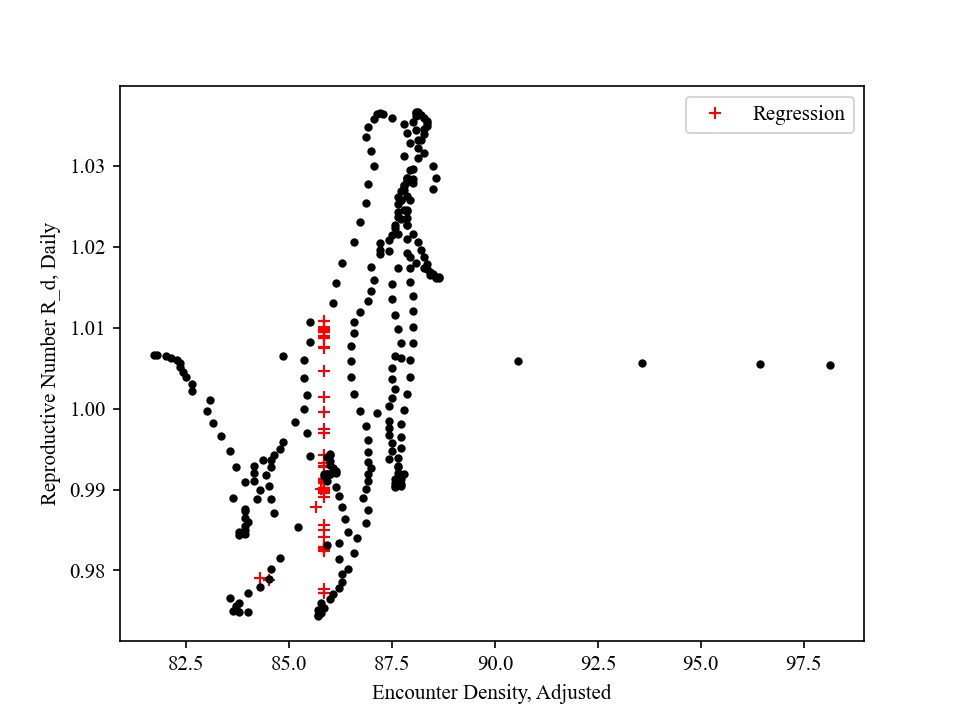 Regression
1.03
1.02
1.01
1.00
0.99
0.98
Reproductive Number R_d, Daily
82.5 85.0 87.5 90.0 92.5 95.0 97.5
Encounter Density, Adjusted